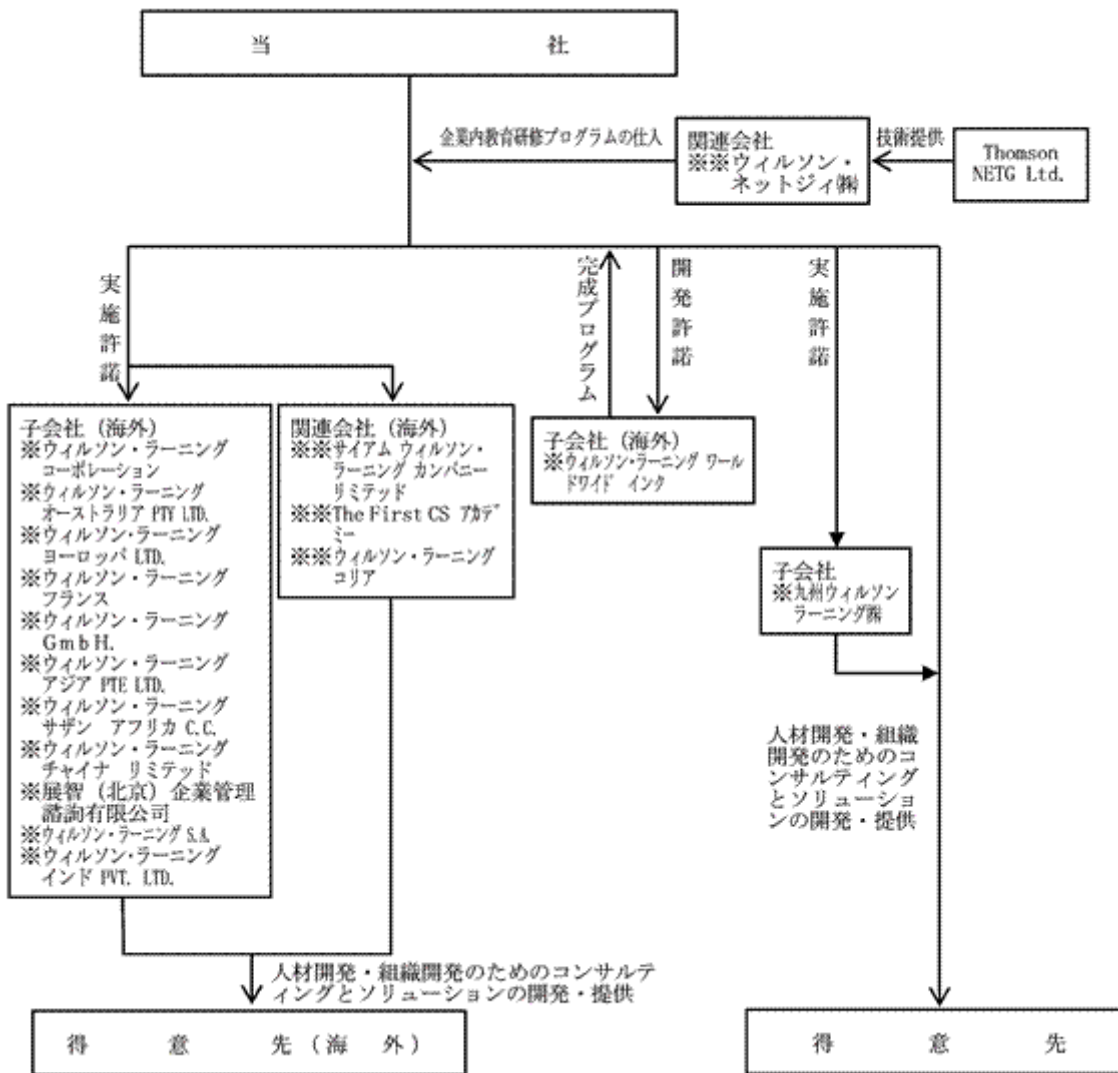 当 社
企業内教育研修プログラムの仕入
関連会社
※※ウィルソン・
ネットジィ㈱
技術提供
Thomson
NETG Ltd.
実施許諾
完成プログラム
開発許諾
実施許諾
子会社（海外）
※ウィルソン・ラーニング
コーポレーション
※ウィルソン・ラーニング
オーストラリア PTY LTD.
※ウィルソン・ラーニング
ヨーロッパ LTD.
※ウィルソン・ラーニング
フランス
※ウィルソン・ラーニング
GmbH.
※ウィルソン・ラーニング
アジア PTE LTD.
※ウィルソン・ラーニング
サザン アフリカ C.C.
※ウィルソン・ラーニング
チャイナ リミテッド
※展智（北京）企業管理
諮詢有限公司
※ウィルソン・ラーニング S.A.
※ウィルソン・ラーニング
インド PVT. LTD.
関連会社（海外）
※※サイアム ウィルソン・
ラーニング カンパニー
リミテッド
※※The First CS アカデ
ミー
※※ウィルソン・ラーニング
コリア
子会社（海外）
※ウィルソン・ラーニング ワール
ドワイド インク
子会社
※九州ウィルソン
ラーニング㈱
人材開発・組織
開発のためのコ
ンサルティング
とソリューショ
ンの開発・提供
人材開発・組織開発のためのコンサルテ
ィングとソリューションの開発・提供
得 意 先（海 外）
得 意 先